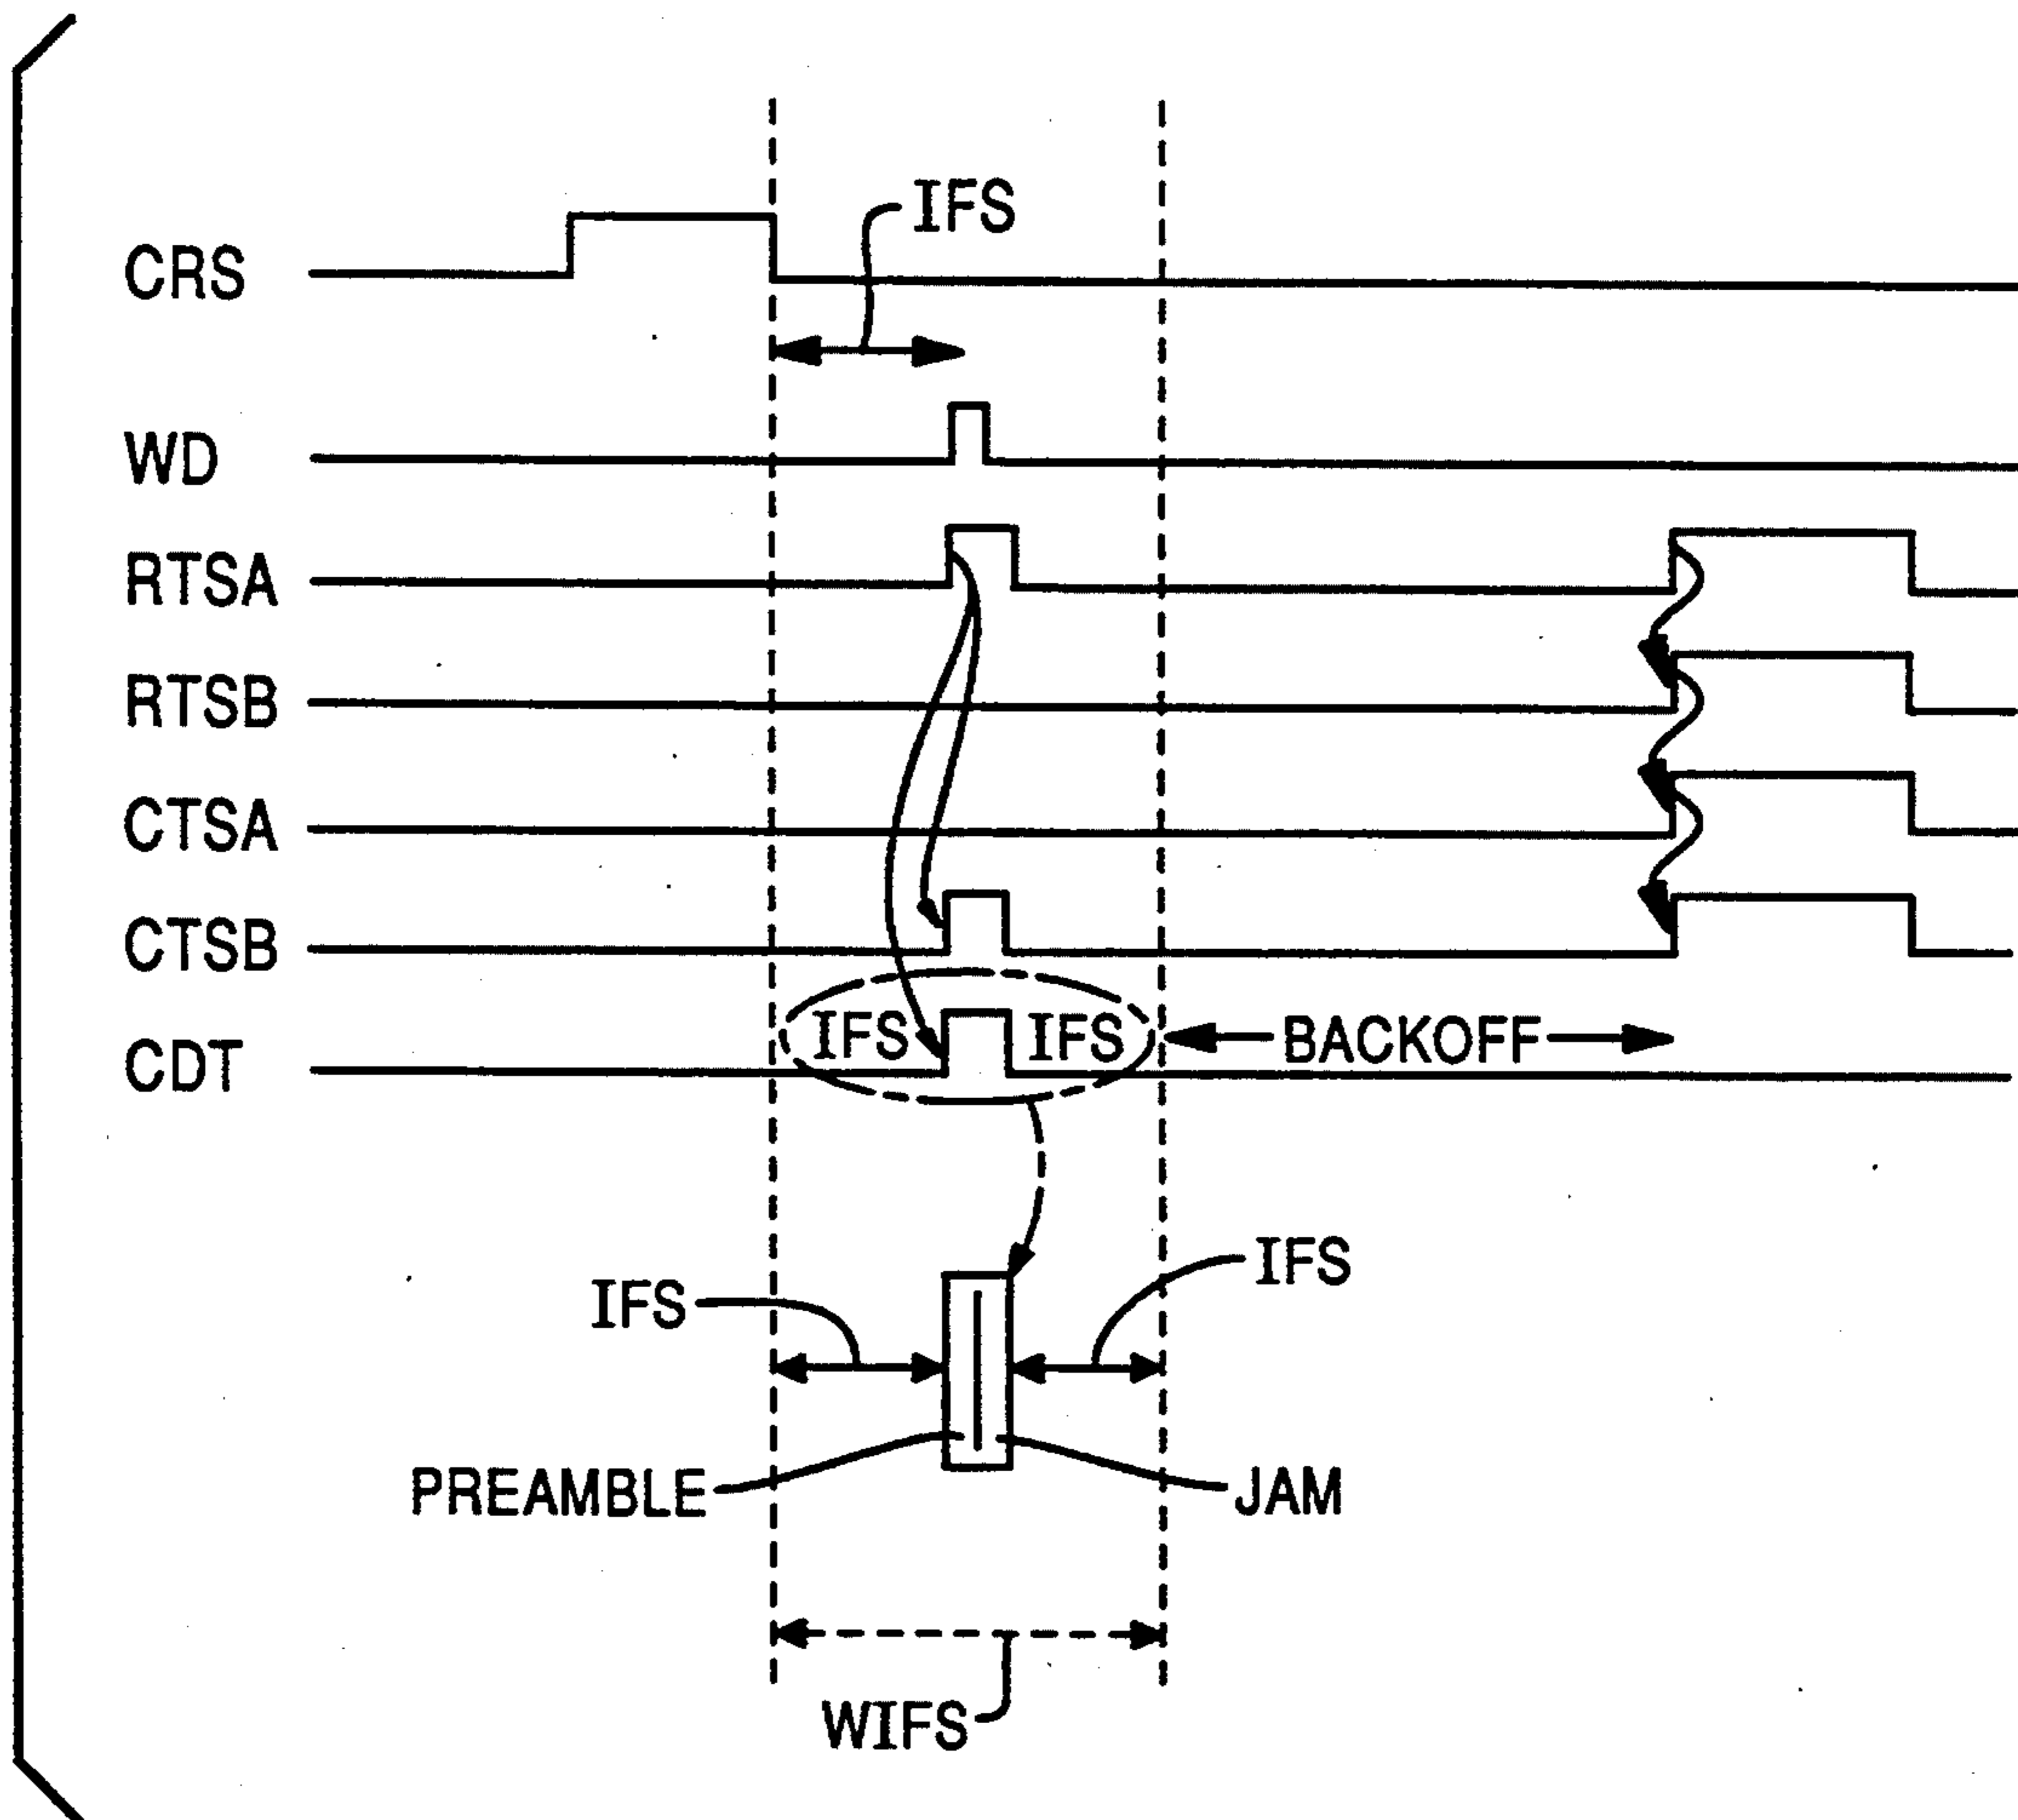 IFS
CRS
WD
RTSA
RTSB
CTSA
CTSB
IFS IFS BACKOFF
CDT
IFS
IFS
PREAMBLE
JAM
WIFS